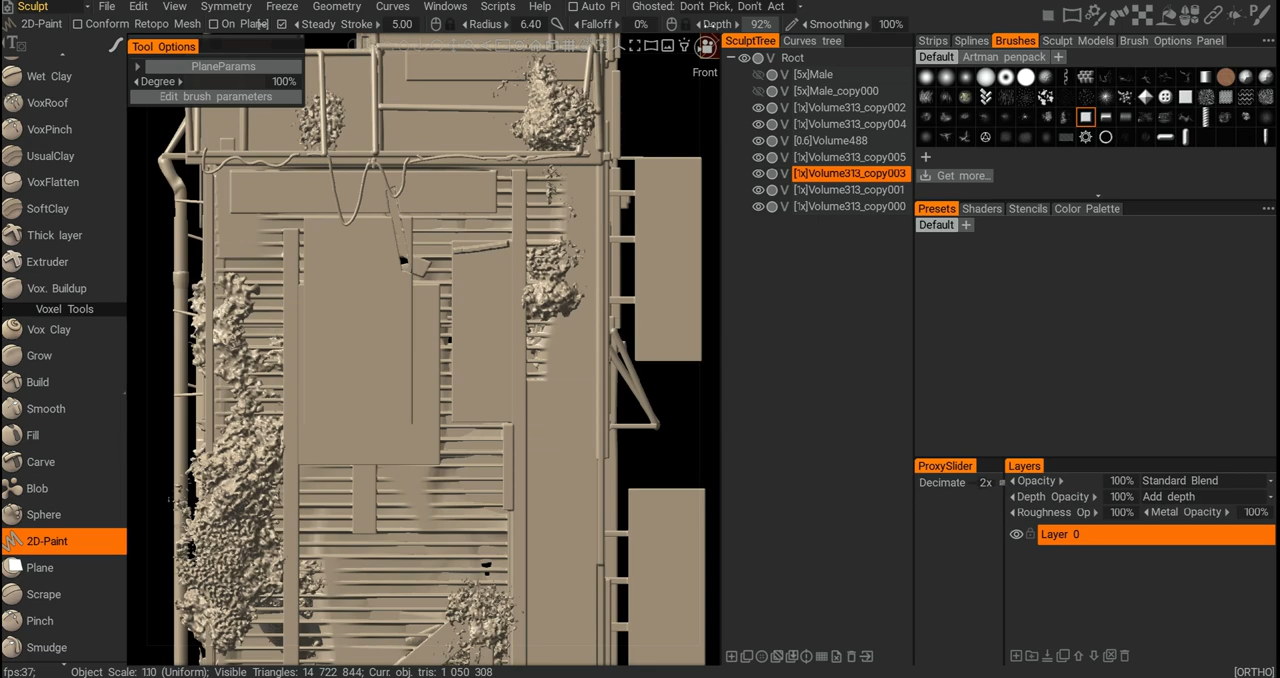 Sculpt File Edit View Symmetry Freeze Geometry Curves Windows Scripts Help Auto Pi Ghosted: Don't Pick, Don't Act
2D-Paint Conform Retopo Mesh On Plane Steady Stroke 5.00 Radius 6.40 Falloff 0% Depth 92% Smoothing 100%
Tool Options
PlaneParams
Degree 100%
Edit brush parameters
Wet Clay
VoxRoof
VoxPinch
UsualClay
VoxFlatten
SoftClay
Thick layer
Extruder
Vox. Buildup
Voxel Tools
Vox Clay
Grow
Build
Smooth
Fill
Carve
Blob
Sphere
2D-Paint
Plane
Scrape
Pinch
Smudge
Front
SculptTree Curves tree
Root
[5x]Male
[5x]Male_copy000
[1x]Volume313_copy002
[1x]Volume313_copy004
[0.6]Volume488
[1x]Volume313_copy005
[1x]Volume313_copy003
[1x]Volume313_copy001
[1x]Volume313_copy000
Strips Splines Brushes Sculpt Models Brush Options Panel
Default Artman penpack
Get more..
Presets Shaders Stencils Color Palette
Default
ProxySlider
Decimate 2x
Layers
Opacity 100% Standard Blend
Depth Opacity 100% Add depth
Roughness Op 100% Metal Opacity 100%
Layer 0
fps:37; Object Scale: 110 (Uniform); Visible Triangles: 14 722 844; Curr. obj. tris: 1 050 308 [ORTHO]